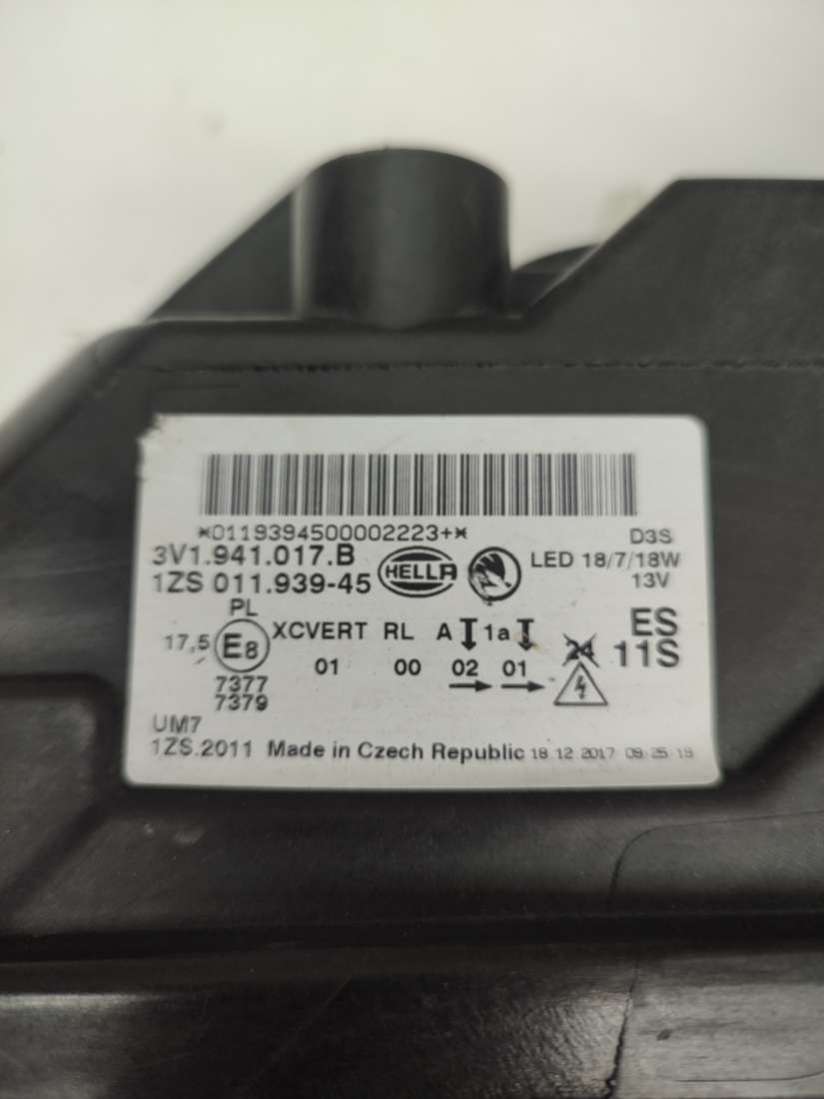 *0119394500002223+*
D3S
3V1.941.017.B
HELLA
LED 18/7/18W
1ZS 011.939-45
13V
PL
17,5 E8 XCVERT RL A 1a
ES
01 00 02 01
24
11S
7377
7379
UM7
1ZS.2011 Made in Czech Republic 18 12 2017 09:25 19